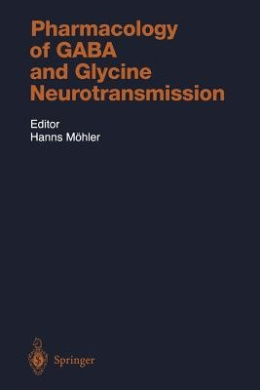 Pharmacology
of GABA
and Glycine
Neurotransmission
Editor
Hanns Möhler
Springer